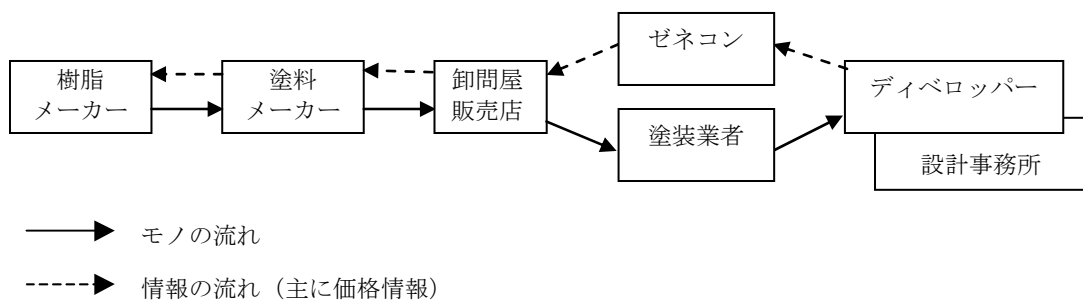 樹脂
メーカー
塗料
メーカー
卸問屋
販売店
ゼネコン
塗装業者
ディベロッパー
設計事務所
モノの流れ
情報の流れ（主に価格情報）